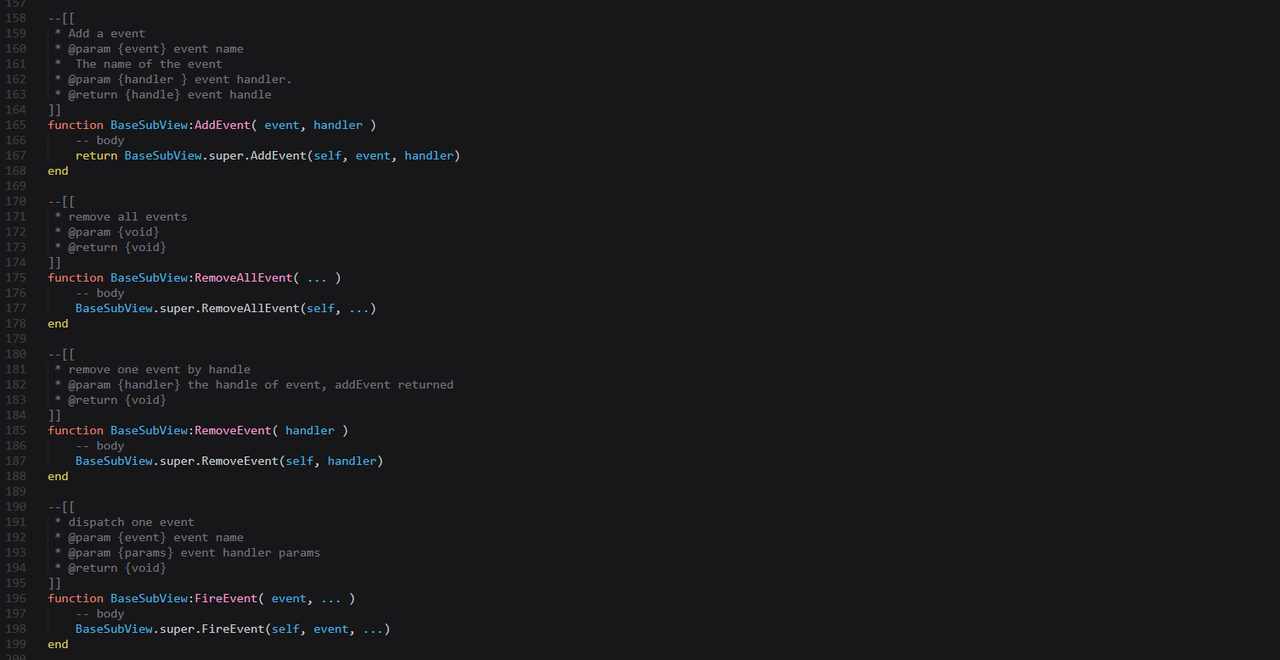 157
158 --[[
159  * Add a event
160  * @param {event} event name
161  *  The name of the event
162  * @param {handler } event handler.
163  * @return {handle} event handle
164 ]]
165 function BaseSubView:AddEvent( event, handler )
166     -- body
167     return BaseSubView.super.AddEvent(self, event, handler)
168 end
169
170 --[[
171  * remove all events
172  * @param {void}
173  * @return {void}
174 ]]
175 function BaseSubView:RemoveAllEvent( ... )
176     -- body
177     BaseSubView.super.RemoveAllEvent(self, ...)
178 end
179
180 --[[
181  * remove one event by handle
182  * @param {handler} the handle of event, addEvent returned
183  * @return {void}
184 ]]
185 function BaseSubView:RemoveEvent( handler )
186     -- body
187     BaseSubView.super.RemoveEvent(self, handler)
188 end
189
190 --[[
191  * dispatch one event
192  * @param {event} event name
193  * @param {params} event handler params
194  * @return {void}
195 ]]
196 function BaseSubView:FireEvent( event, ... )
197     -- body
198     BaseSubView.super.FireEvent(self, event, ...)
199 end
200